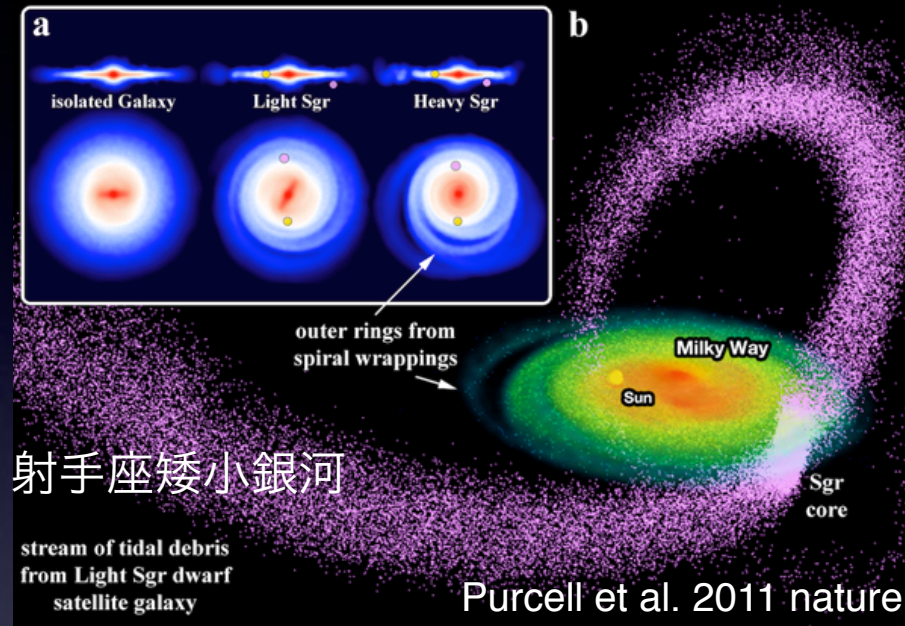 a
isolated Galaxy
Light Sgr
Heavy Sgr
b
outer rings from
spiral wrappings
Milky Way
Sun
Sgr
core
射手座矮小銀河
stream of tidal debris
from Light Sgr dwarf
satellite galaxy
Purcell et al. 2011 nature